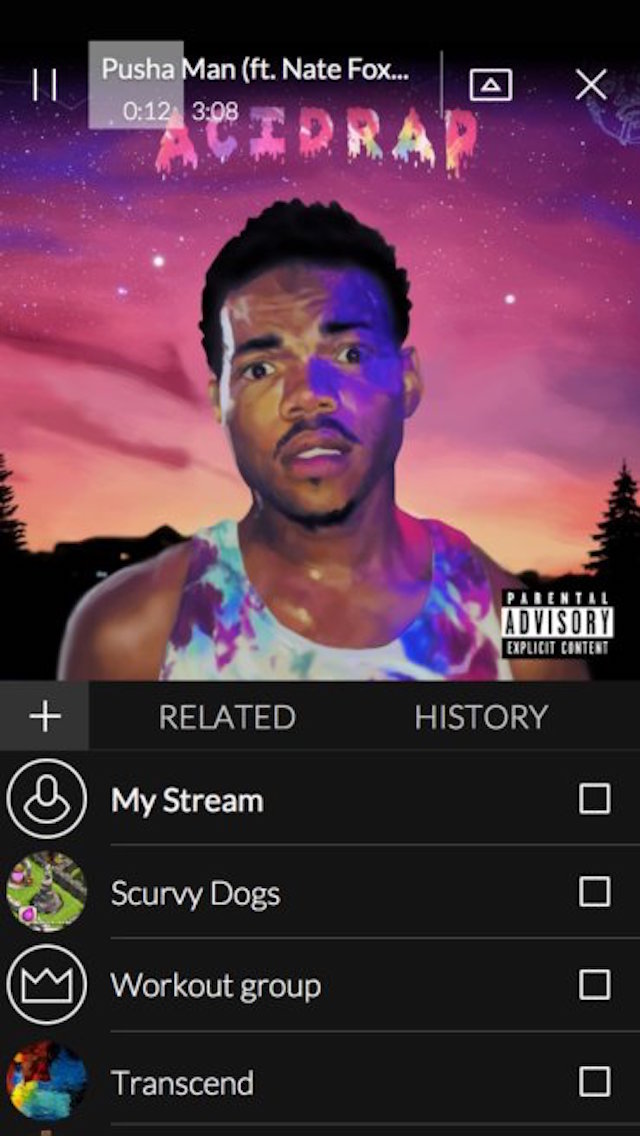 Pusha Man (ft. Nate Fox...
0:12 3:08
ACIDRAP
PARENTAL
ADVISORY
EXPLICIT CONTENT
+ RELATED HISTORY
My Stream
Scurvy Dogs
Workout group
Transcend